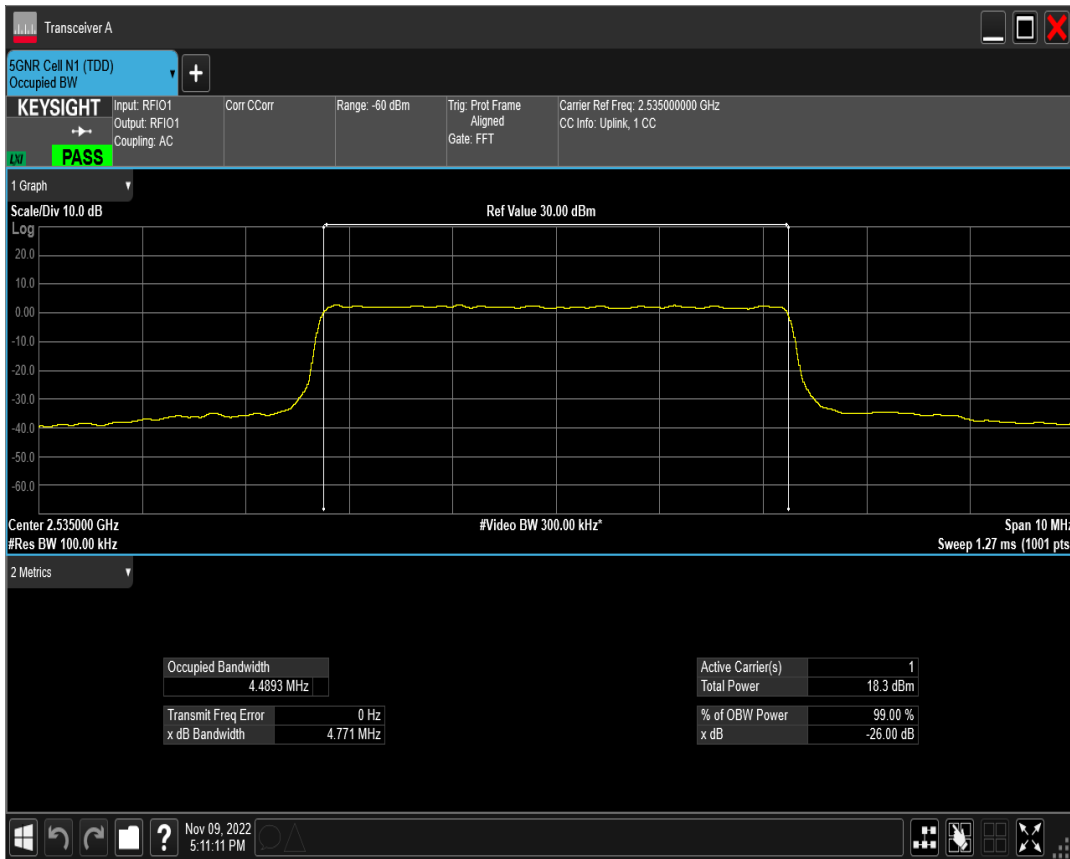 Transceiver A
5GNR Cell N1 (TDD)
Occupied BW
+
KEYSIGHT
LXI
PASS
Input: RFIO1
Output: RFIO1
Coupling: AC
Corr CCorr
Range: -60 dBm
Trig: Prot Frame
Aligned
Gate: FFT
Carrier Ref Freq: 2.535000000 GHz
CC Info: Uplink, 1 CC
1 Graph
Scale/Div 10.0 dB
Ref Value 30.00 dBm
Log
20.0
10.0
0.00
-10.0
-20.0
-30.0
-40.0
-50.0
-60.0
Center 2.535000 GHz
#Video BW 300.00 kHz*
Span 10 MHz
#Res BW 100.00 kHz
Sweep 1.27 ms (1001 pts
2 Metrics
Occupied Bandwidth
4.4893 MHz
Transmit Freq Error 0 Hz
x dB Bandwidth 4.771 MHz
Active Carrier(s) 1
Total Power 18.3 dBm
% of OBW Power 99.00 %
x dB -26.00 dB
?
Nov 09, 2022
5:11:11 PM